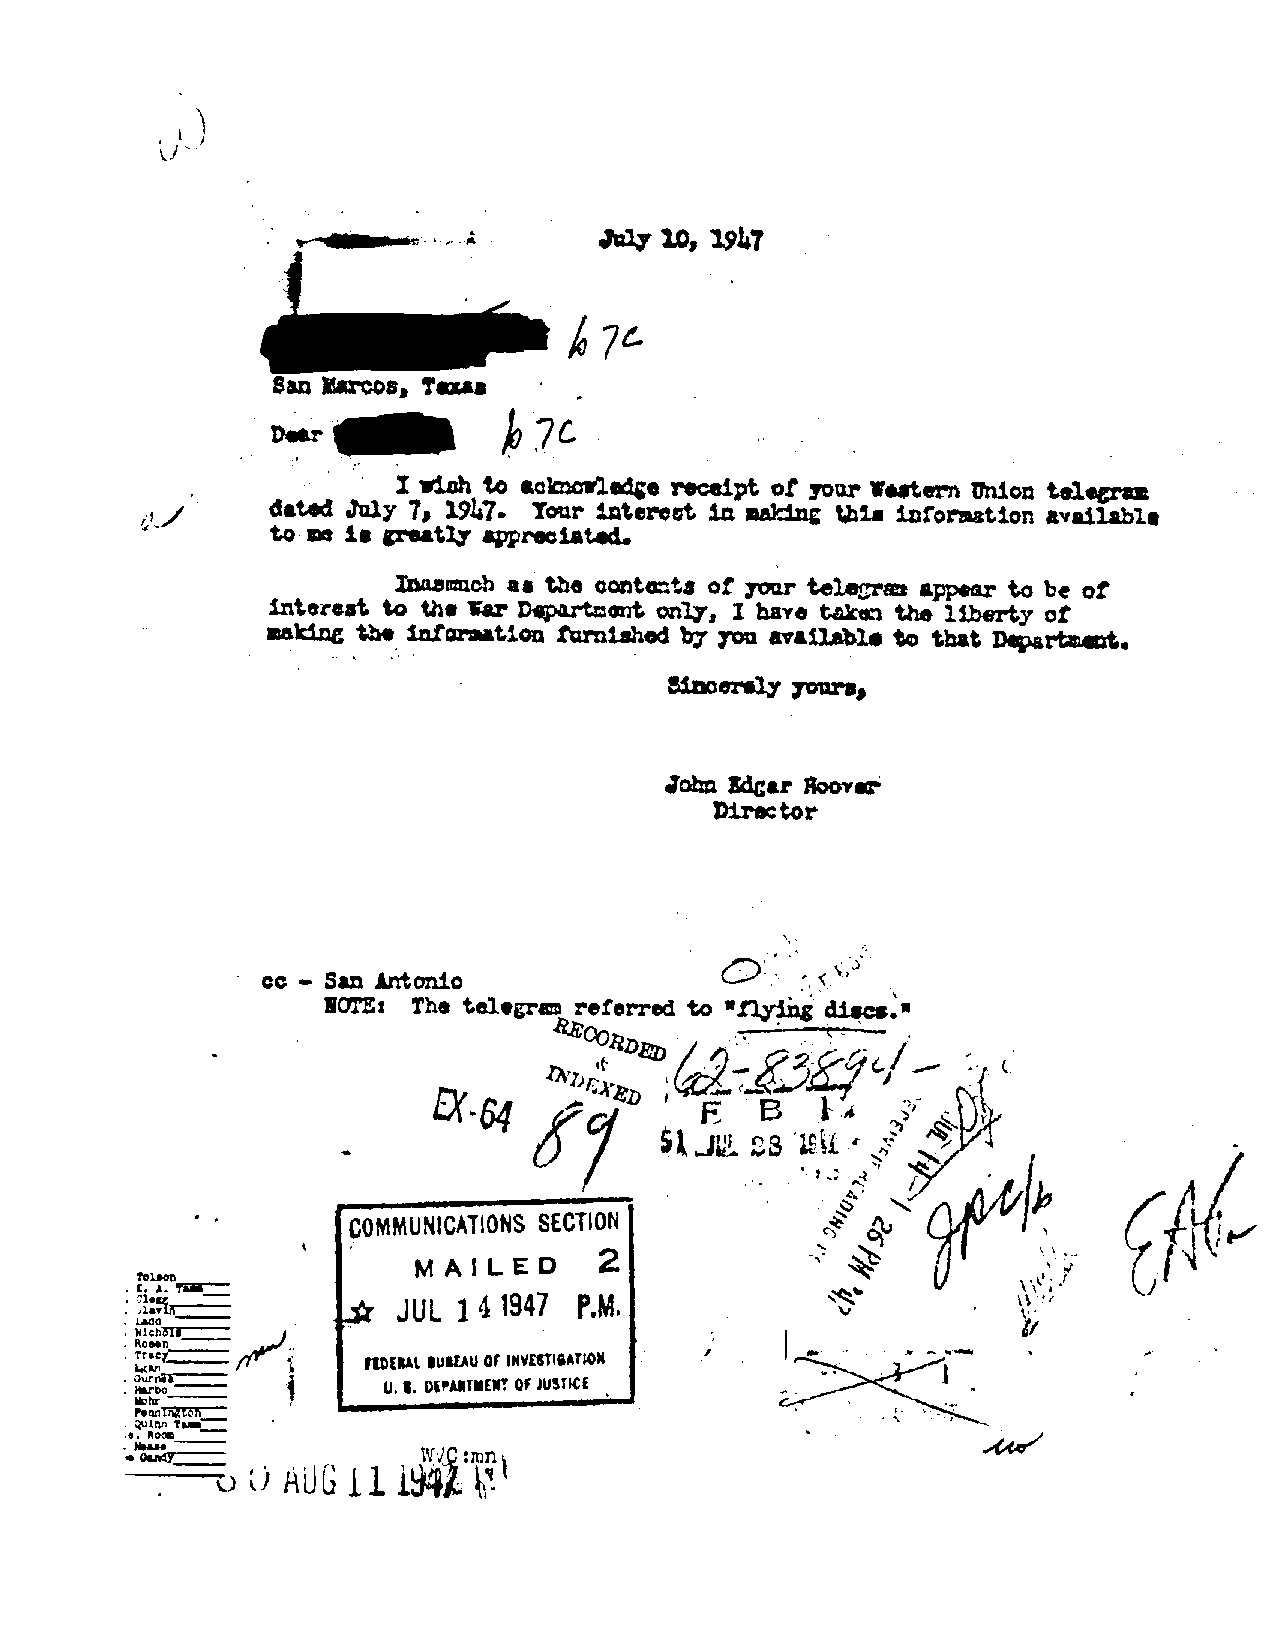 July 10, 1947
b7c
San Marcos, Texas
Dear
b7c
I wish to acknowledge receipt of your Western Union telegram
dated July 7, 1947. Your interest in making this information available
to me is greatly appreciated.
Inasmuch as the contents of your telegram appear to be of
interest to the War Department only, I have taken the liberty of
making the information furnished by you available to that Department.
Sincerely yours,
John Edgar Hoover
Director
cc - San Antonio
NOTE: The telegram referred to "flying discs."
RECORDED
&
INDEXED
62-83894-
F B I
51 JUL 28
EX-64
89
JUL 14 1 26 PM '47
EAG
COMMUNICATIONS SECTION
MAILED 2
JUL 14 1947 P.M.
FEDERAL BUREAU OF INVESTIGATION
U. S. DEPARTMENT OF JUSTICE
Tolson
E. A. Tamm
Clegg
Glavin
Ladd
Nichols
Rosen
Tracy
Egan
Gurnea
Harbo
Mohr
Pennington
Quinn Tamm
Room
Nease
Gandy
WVC:mn
AUG 11 1947